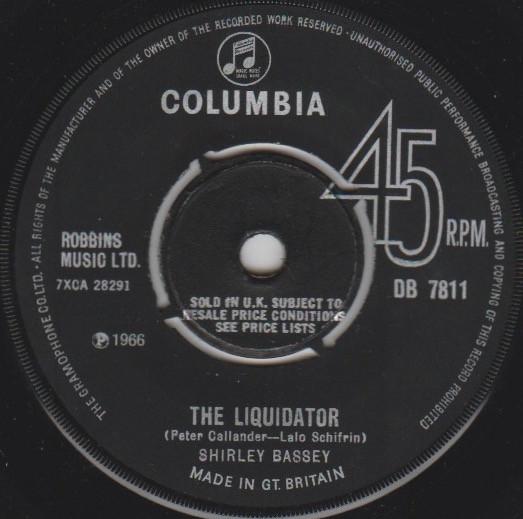 THE GRAMOPHONE CO. LTD. · ALL RIGHTS OF THE MANUFACTURER AND OF THE OWNER OF THE RECORDED WORK RESERVED · UNAUTHORISED PUBLIC PERFORMANCE BROADCASTING AND COPYING OF THIS RECORD PROHIBITED
COLUMBIA
45
R.P.M.
ROBBINS
MUSIC LTD.
7XCA 28291
DB 7811
SOLD IN U.K. SUBJECT TO
RESALE PRICE CONDITIONS
SEE PRICE LISTS
Ⓟ 1966
THE LIQUIDATOR
(Peter Callander—Lalo Schifrin)
SHIRLEY BASSEY
MADE IN GT. BRITAIN